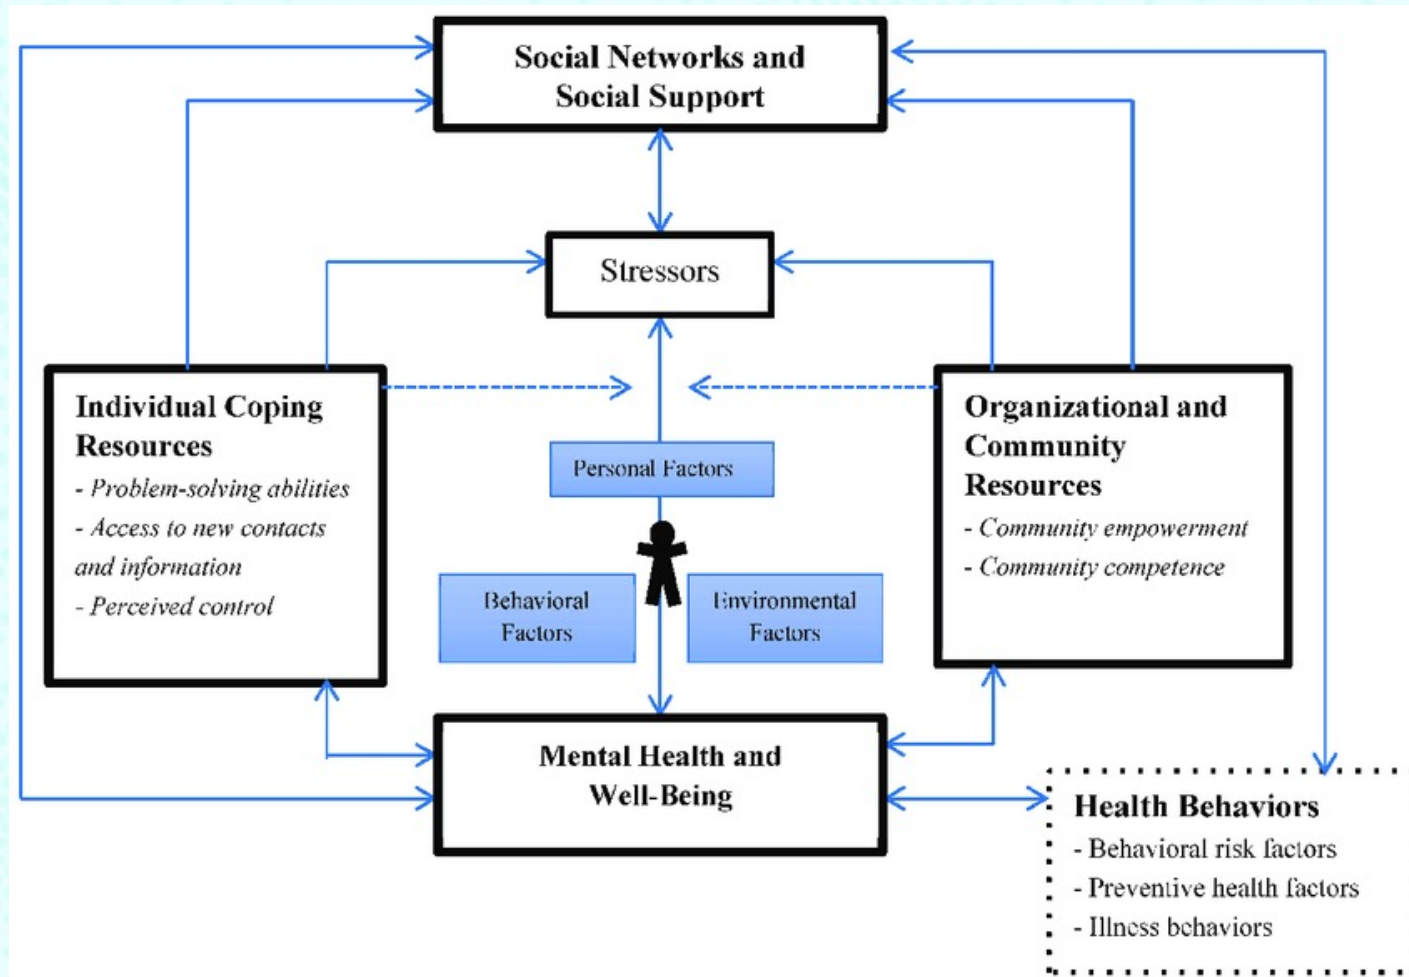 Social Networks and
Social Support
Stressors
Individual Coping
Resources
- Problem-solving abilities
- Access to new contacts
and information
- Perceived control
Personal Factors
Behavioral
Factors
Environmental
Factors
Organizational and
Community
Resources
- Community empowerment
- Community competence
Mental Health and
Well-Being
Health Behaviors
- Behavioral risk factors
- Preventive health factors
- Illness behaviors